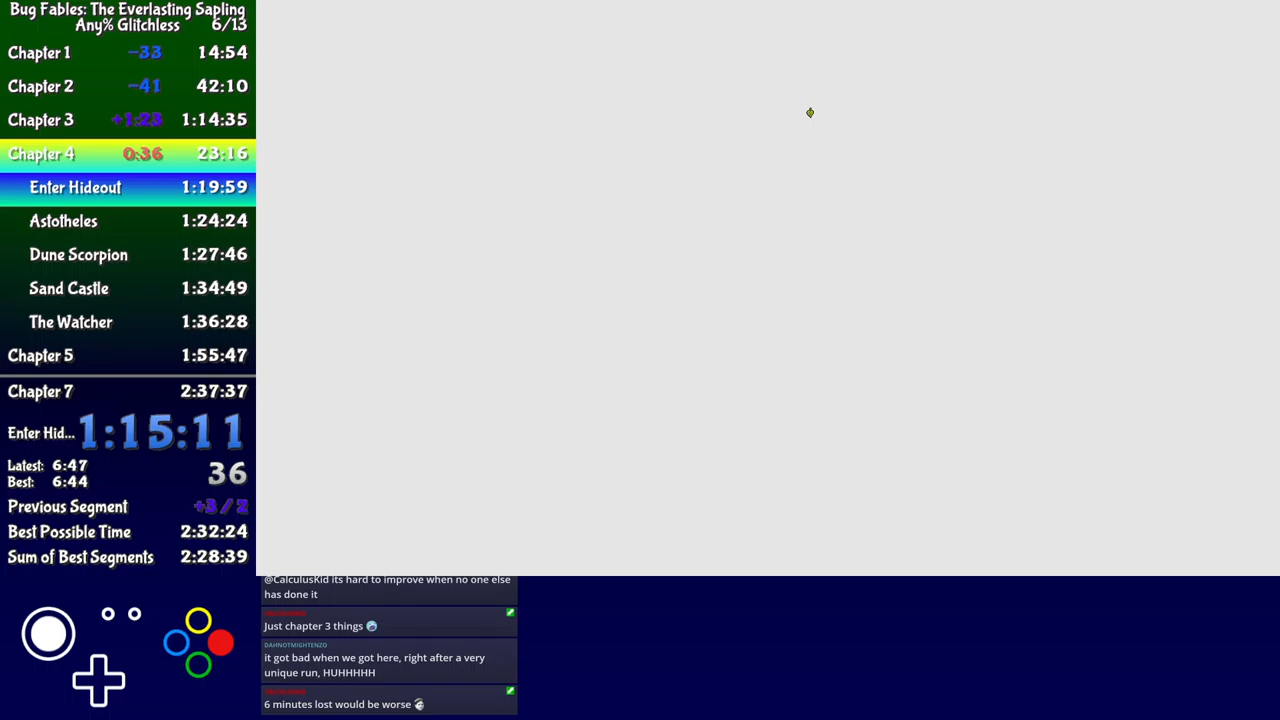 Bug Fables: The Everlasting Sapling
Any% Glitchless 6/13
Chapter 1 -33 14:54
Chapter 2 -41 42:10
Chapter 3 +1:23 1:14:35
Chapter 4 0:36 23:16
Enter Hideout 1:19:59
Astotheles 1:24:24
Dune Scorpion 1:27:46
Sand Castle 1:34:49
The Watcher 1:36:28
Chapter 5 1:55:47
Chapter 7 2:37:37
Enter Hid... 1:15:11
Latest: 6:47
Best: 6:44
36
Previous Segment +3/2
Best Possible Time 2:32:24
Sum of Best Segments 2:28:39
@CalculusKid its hard to improve when no one else
has done it
Just chapter 3 things
DAHNOTMIGHTENZO
it got bad when we got here, right after a very
unique run, HUHHHHH
6 minutes lost would be worse